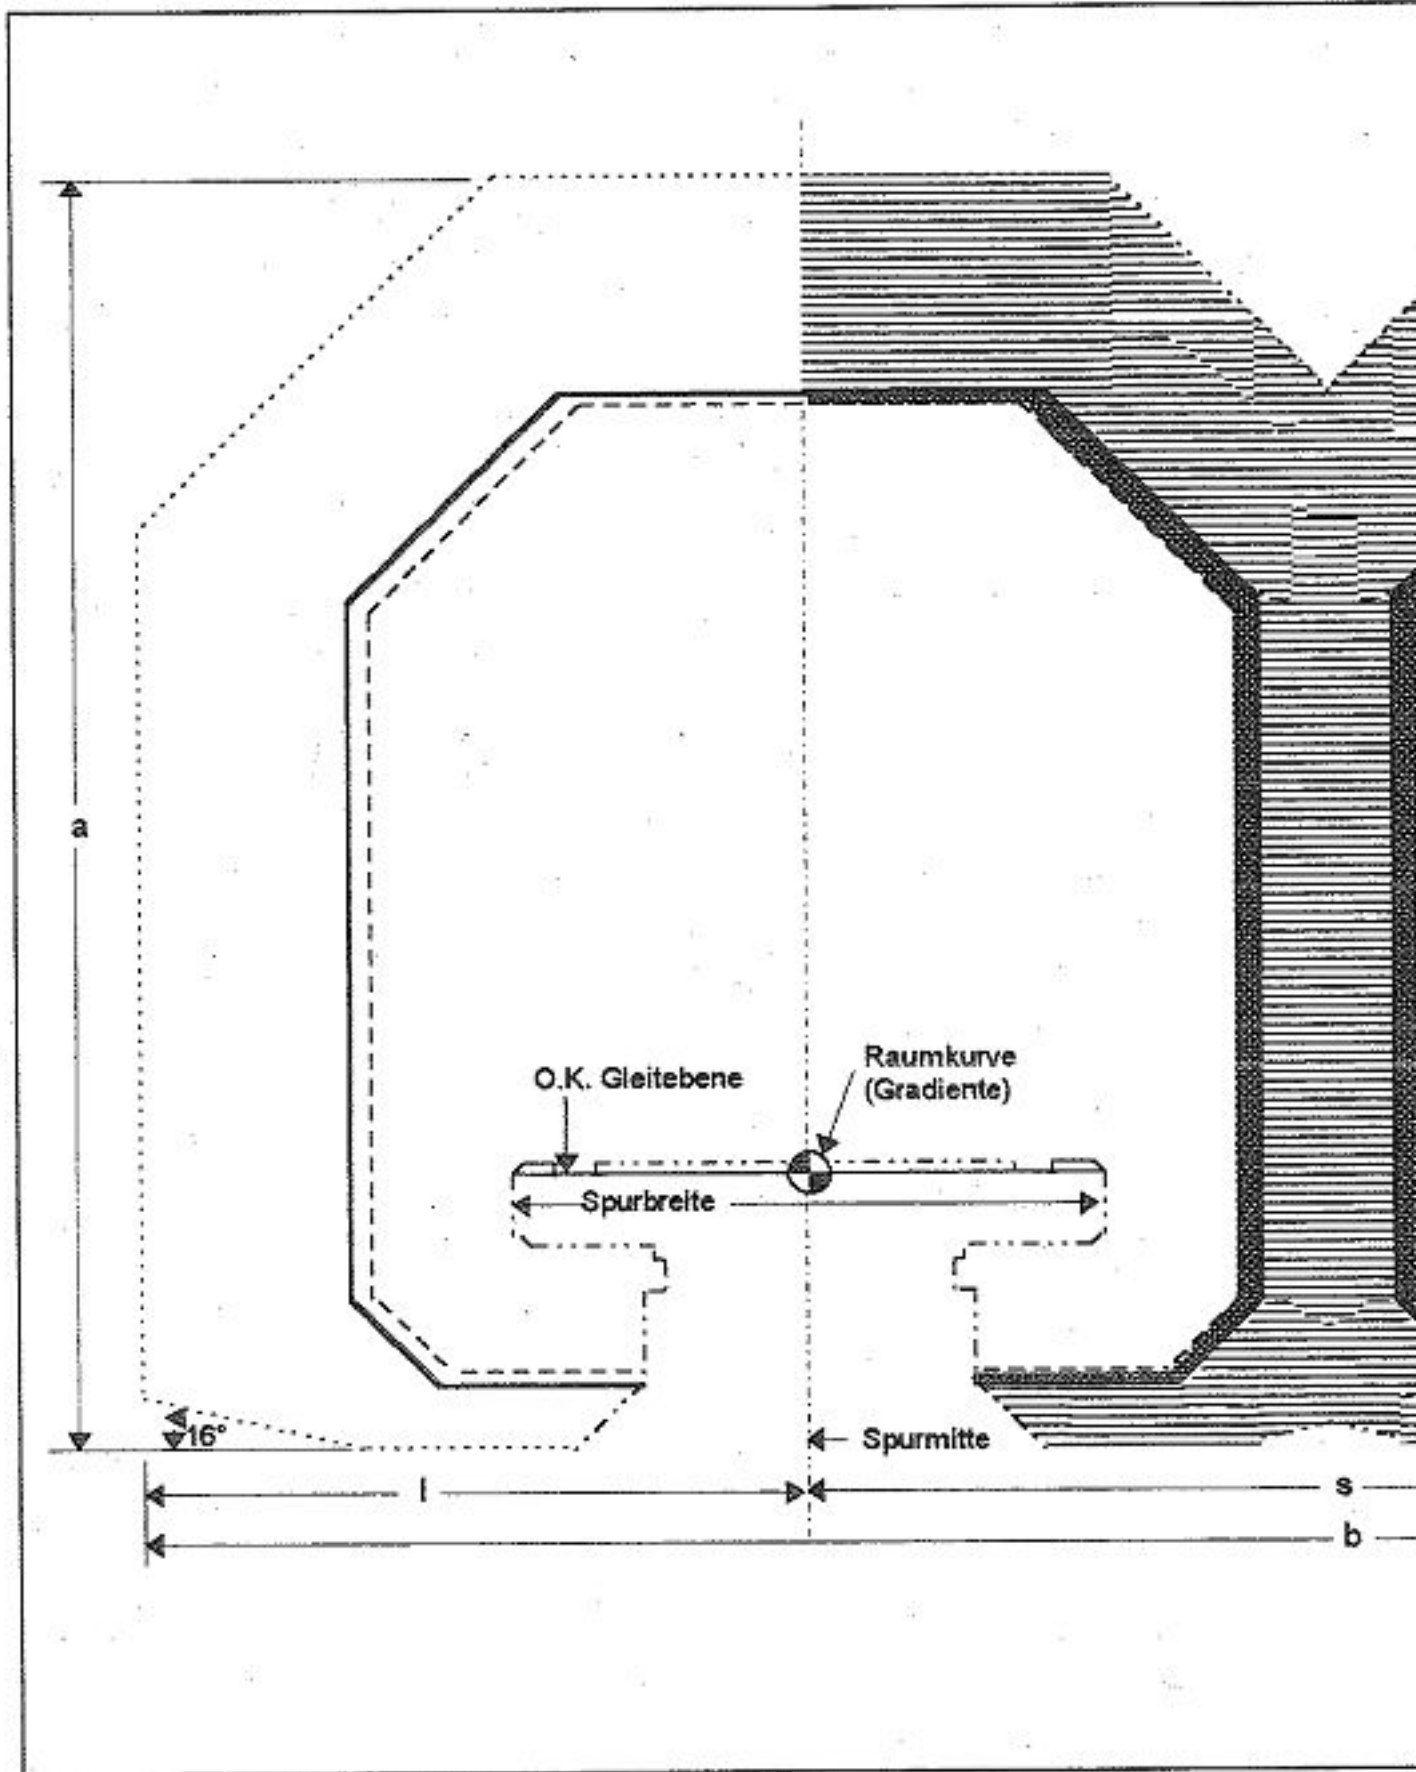 a
O.K. Gleitebene
Raumkurve
(Gradiente)
Spurbreite
16°
Spurmitte
l
s
b